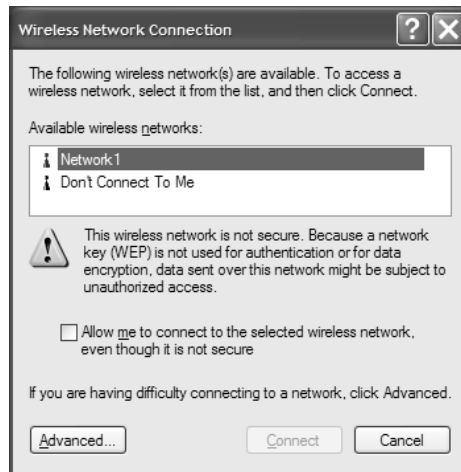 Wireless Network Connection
The following wireless network(s) are available. To access a
wireless network, select it from the list, and then click Connect.
Available wireless networks:
Network1
Don't Connect To Me
This wireless network is not secure. Because a network
key (WEP) is not used for authentication or for data
encryption, data sent over this network might be subject to
unauthorized access.
Allow me to connect to the selected wireless network,
even though it is not secure
If you are having difficulty connecting to a network, click Advanced.
Advanced... Connect Cancel